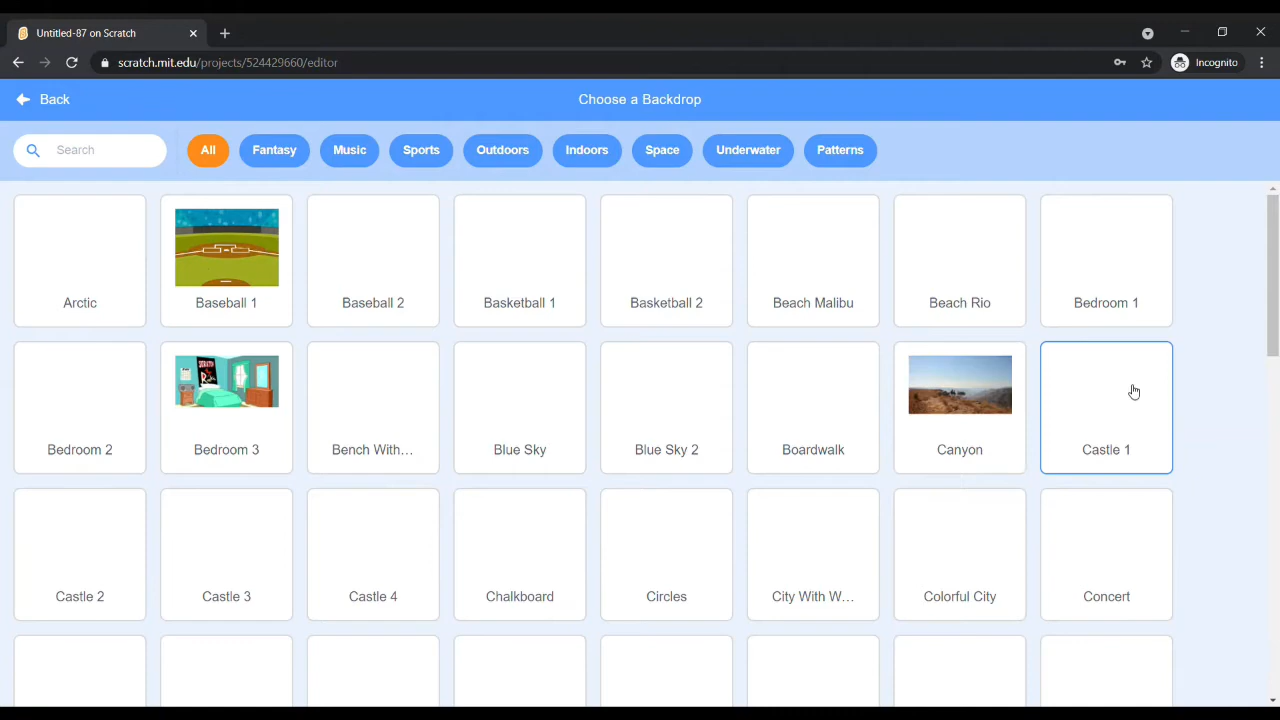 Untitled-87 on Scratch
scratch.mit.edu/projects/524429660/editor
Incognito
Back
Choose a Backdrop
Search
All
Fantasy
Music
Sports
Outdoors
Indoors
Space
Underwater
Patterns
Arctic
Baseball 1
Baseball 2
Basketball 1
Basketball 2
Beach Malibu
Beach Rio
Bedroom 1
Bedroom 2
Bedroom 3
Bench With...
Blue Sky
Blue Sky 2
Boardwalk
Canyon
Castle 1
Castle 2
Castle 3
Castle 4
Chalkboard
Circles
City With W...
Colorful City
Concert